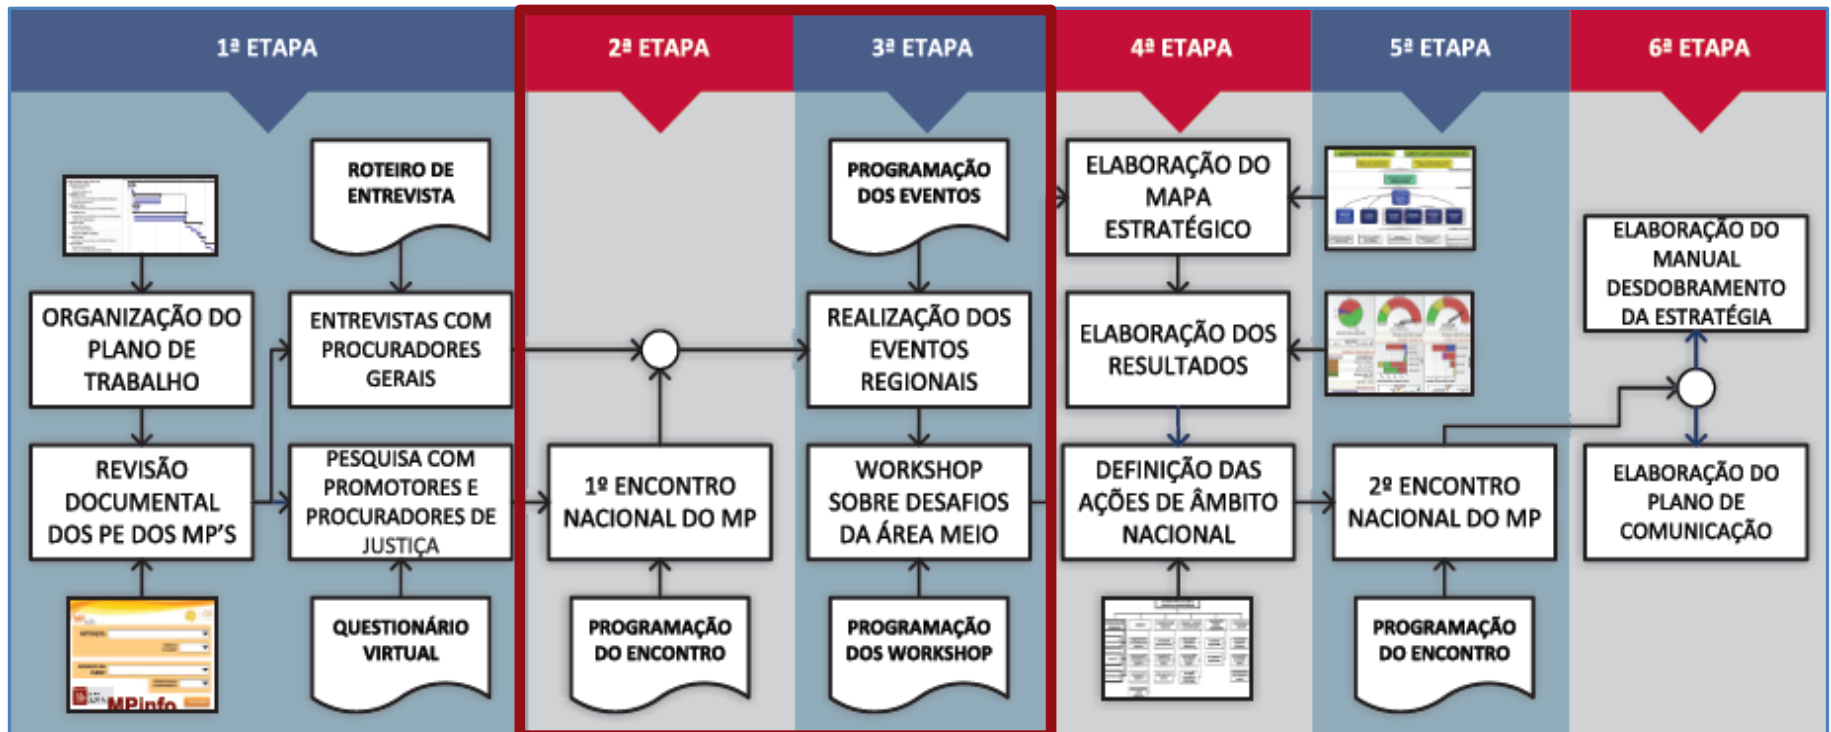 1ª ETAPA
2ª ETAPA
3ª ETAPA
4ª ETAPA
5ª ETAPA
6ª ETAPA
ROTEIRO DE
ENTREVISTA
ORGANIZAÇÃO DO
PLANO DE
TRABALHO
ENTREVISTAS COM
PROCURADORES
GERAIS
REVISÃO
DOCUMENTAL
DOS PE DOS MP'S
PESQUISA COM
PROMOTORES E
PROCURADORES DE
JUSTIÇA
MPinfo
QUESTIONÁRIO
VIRTUAL
1º ENCONTRO
NACIONAL DO MP
PROGRAMAÇÃO
DO ENCONTRO
PROGRAMAÇÃO
DOS EVENTOS
REALIZAÇÃO DOS
EVENTOS
REGIONAIS
WORKSHOP
SOBRE DESAFIOS
DA ÁREA MEIO
PROGRAMAÇÃO
DOS WORKSHOP
ELABORAÇÃO DO
MAPA
ESTRATÉGICO
ELABORAÇÃO DOS
RESULTADOS
DEFINIÇÃO DAS
AÇÕES DE ÂMBITO
NACIONAL
2º ENCONTRO
NACIONAL DO MP
PROGRAMAÇÃO
DO ENCONTRO
ELABORAÇÃO DO
MANUAL
DESDOBRAMENTO
DA ESTRATÉGIA
ELABORAÇÃO DO
PLANO DE
COMUNICAÇÃO